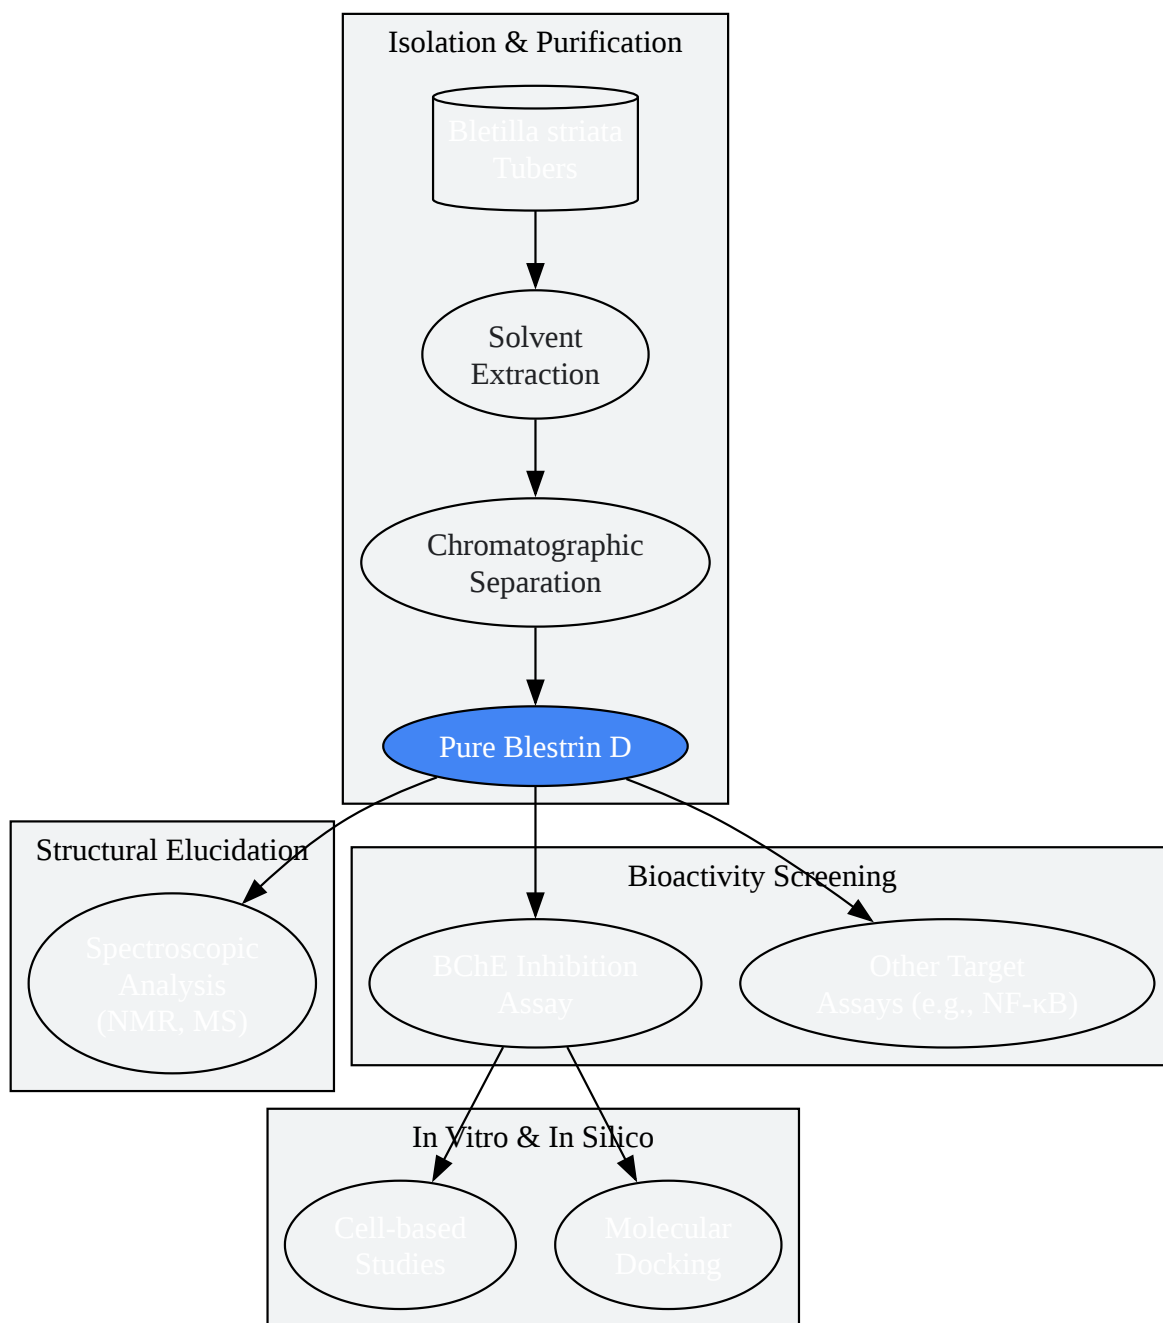 Isolation & Purification
Bletilla striata
Tubers
Solvent
Extraction
Chromatographic
Separation
Pure Blestrin D
Structural Elucidation
Spectroscopic
Analysis
(NMR, MS)
Bioactivity Screening
BChE Inhibition
Assay
Other Target
Assays (e.g., NF-κB)
In Vitro & In Silico
Cell-based
Studies
Molecular
Docking